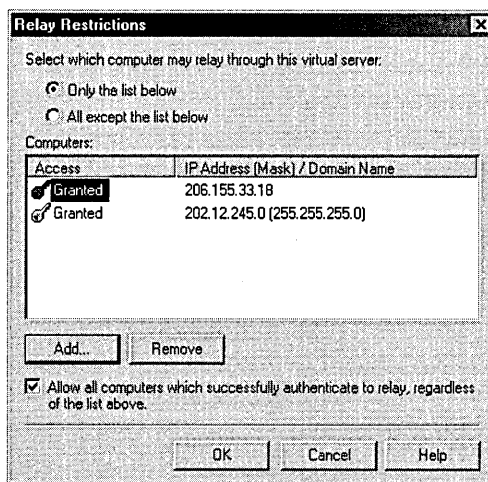 Relay Restrictions
Select which computer may relay through this virtual server:
Only the list below
All except the list below
Computers:
Access IP Address (Mask) / Domain Name
Granted 206.155.33.18
Granted 202.12.245.0 (255.255.255.0)
Add... Remove
Allow all computers which successfully authenticate to relay, regardless
of the list above.
OK Cancel Help